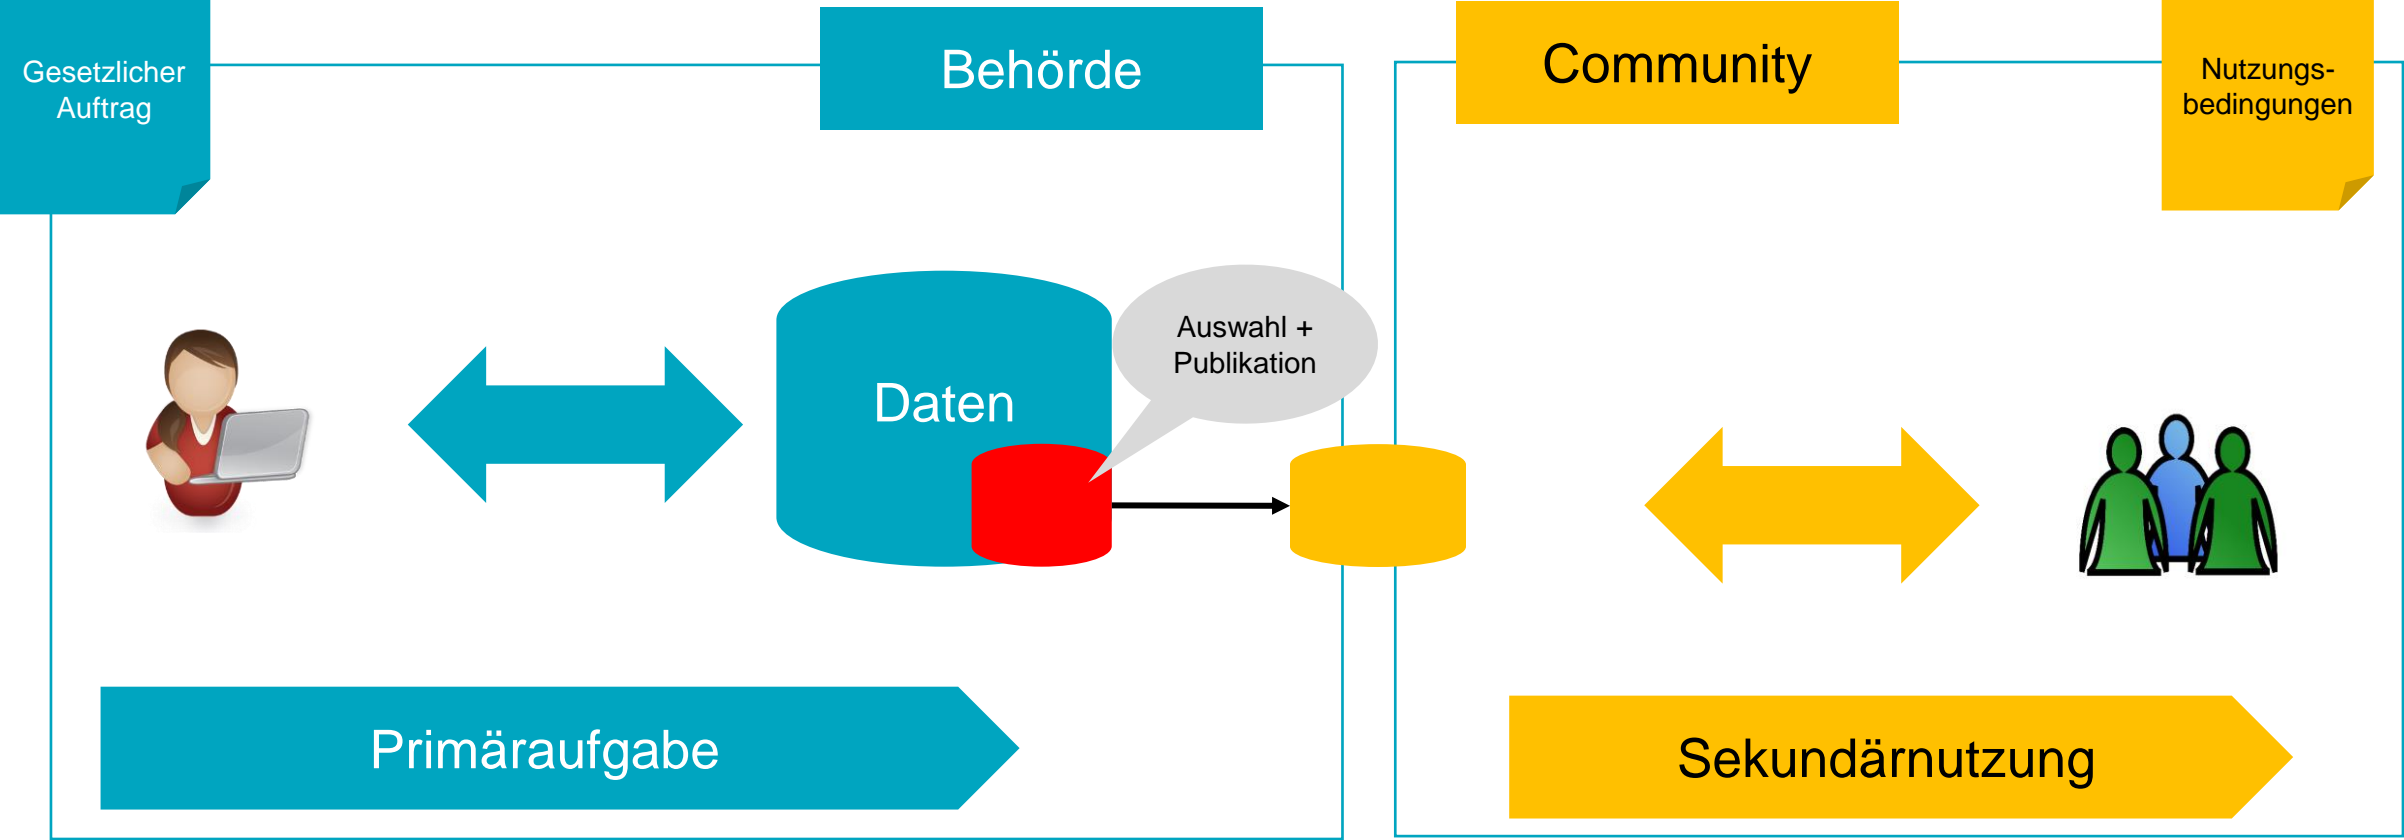 Gesetzlicher
Auftrag
Behörde
Community
Nutzungs-
bedingungen
Auswahl +
Publikation
Daten
Primäraufgabe
Sekundärnutzung